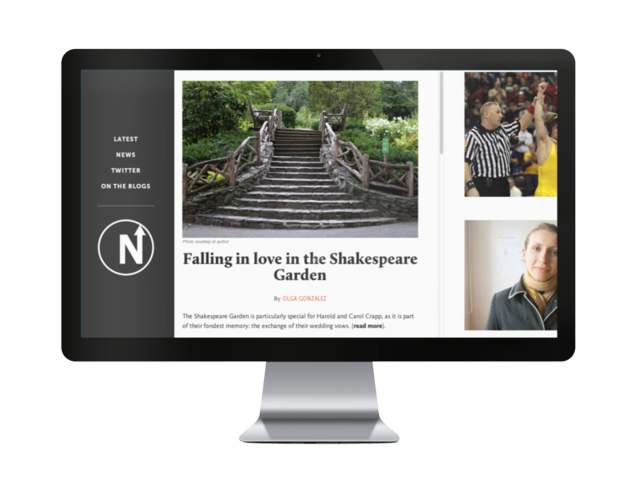 LATEST
NEWS
TWITTER
ON THE BLOGS
N
Photo courtesy of author
Falling in love in the Shakespeare
Garden
By OLGA GONZALEZ
The Shakespeare Garden is particularly special for Harold and Carol Crapp, as it is part
of their fondest memory: the exchange of their wedding vows. (read more).